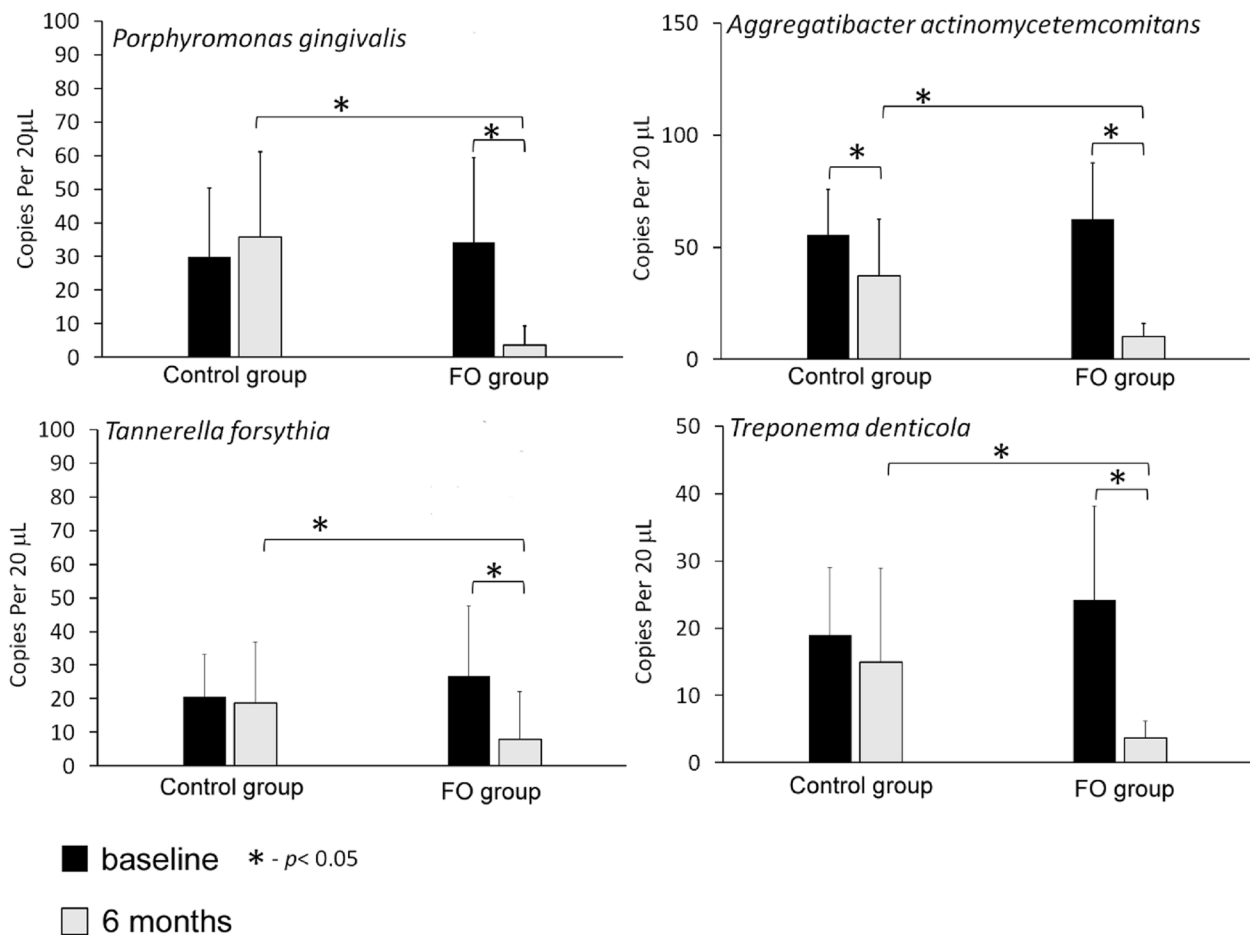 Porphyromonas gingivalis
Copies Per 20µL
100
90
80
70
60
50
40
30
20
10
0
*
*
Control group
FO group
Aggregatibacter actinomycetemcomitans
Copies Per 20 µL
150
100
50
0
*
*
*
Control group
FO group
Tannerella forsythia
Copies Per 20 µL
100
90
80
70
60
50
40
30
20
10
0
*
*
Control group
FO group
Treponema denticola
Copies Per 20 µL
50
40
30
20
10
0
*
*
Control group
FO group
baseline * - p< 0.05
6 months